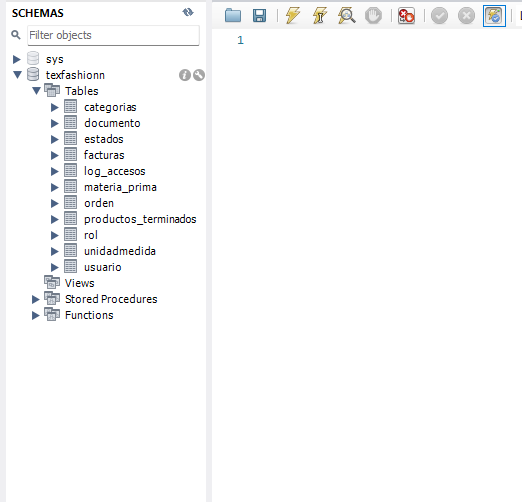 SCHEMAS
Filter objects
sys
texfashionn
Tables
categorias
documento
estados
facturas
log_accesos
materia_prima
orden
productos_terminados
rol
unidadmedida
usuario
Views
Stored Procedures
Functions
1